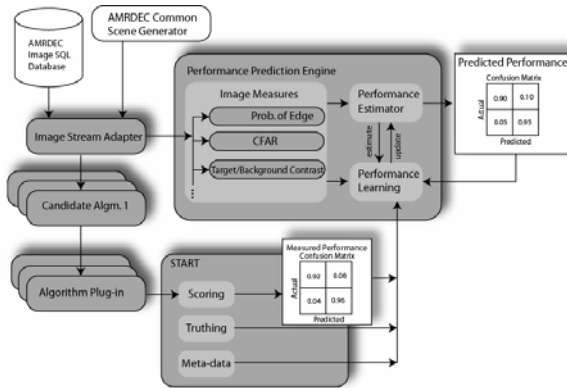 AMRDEC
Image SQL
Database
AMRDEC Common
Scene Generator
Image Stream Adapter
Candidate Algm. 1
Algorithm Plug-in
Performance Prediction Engine
Image Measures
Prob. of Edge
CFAR
Target/Background Contrast
...
Performance
Estimator
estimate
update
Performance
Learning
Predicted Performance
Confusion Matrix
Actual
0.90 0.10
0.05 0.95
Predicted
START
Scoring
Truthing
Meta-data
Measured Performance
Confusion Matrix
Actual
0.92 0.08
0.04 0.96
Predicted